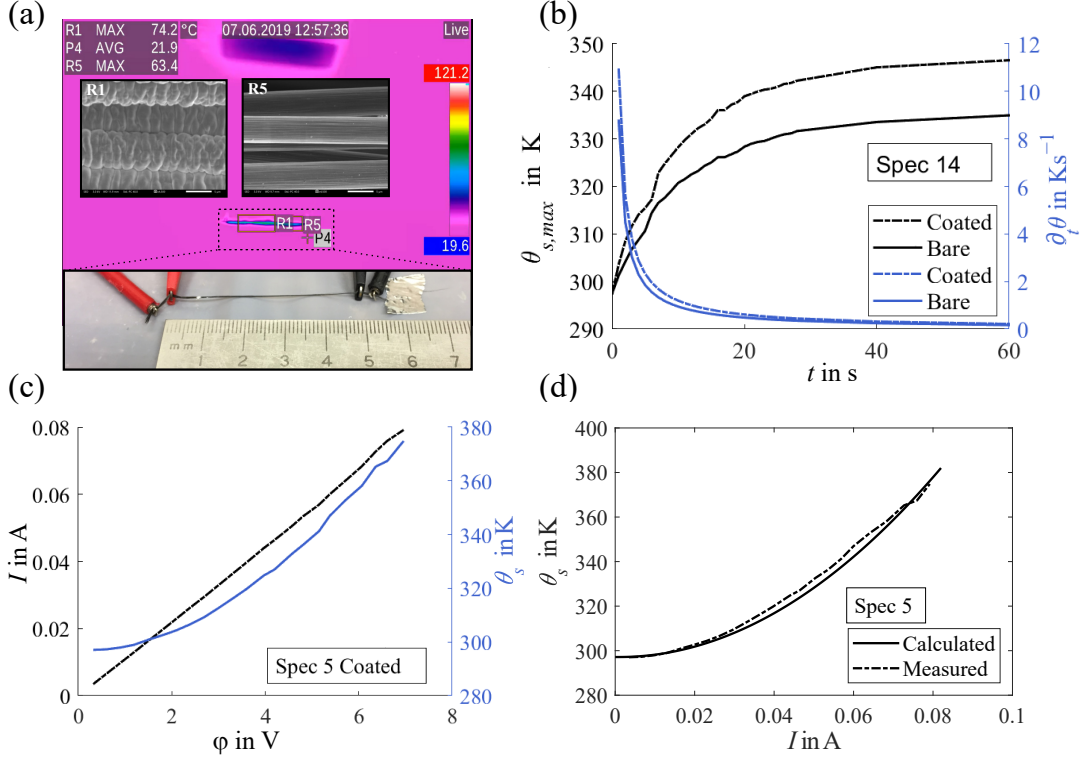 (a)
R1 MAX 74.2 °C 07.06.2019 12:57:36 Live
P4 AVG 21.9
R5 MAX 63.4
121.2
R1
R5
R1
R5
P4
19.6
mm 1 2 3 4 5 6 7
(b)
350
340
330
320
310
300
290
θs,max in K
12
10
8
6
4
2
0
∂tθ in Ks−1
Spec 14
Coated
Bare
Coated
Bare
0 20 40 60
t in s
(c)
0.08
0.06
0.04
0.02
0
I in A
380
360
340
320
300
280
θs in K
Spec 5 Coated
0 2 4 6 8
φ in V
(d)
400
380
360
340
320
300
280
θs in K
Spec 5
Calculated
Measured
0 0.02 0.04 0.06 0.08 0.1
I in A